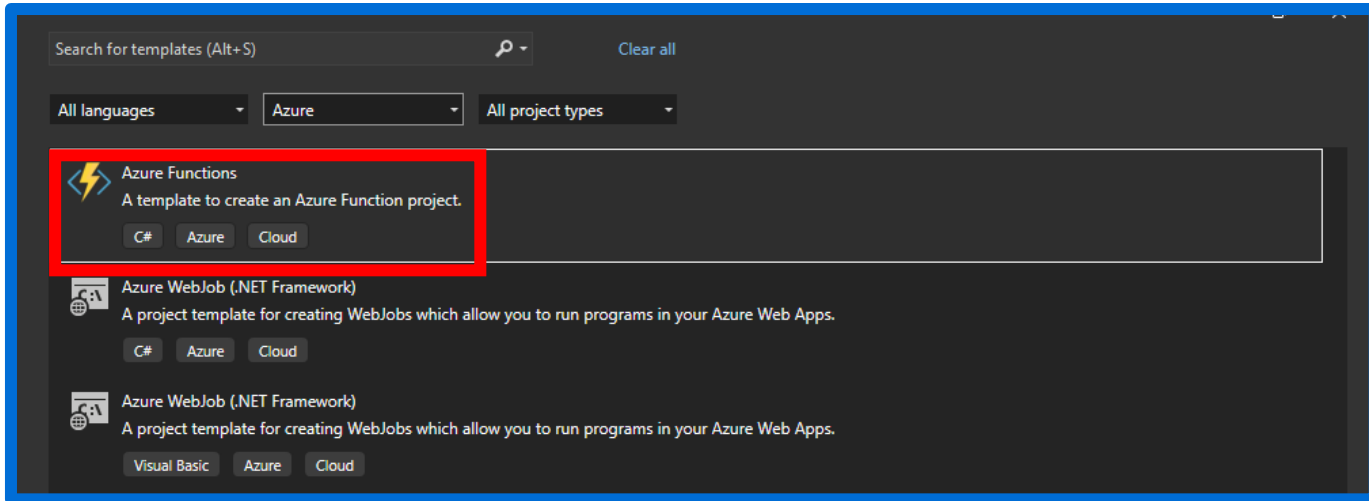 Search for templates (Alt+S)
Clear all
All languages
Azure
All project types
Azure Functions
A template to create an Azure Function project.
C# Azure Cloud
Azure WebJob (.NET Framework)
A project template for creating WebJobs which allow you to run programs in your Azure Web Apps.
C# Azure Cloud
Azure WebJob (.NET Framework)
A project template for creating WebJobs which allow you to run programs in your Azure Web Apps.
Visual Basic Azure Cloud